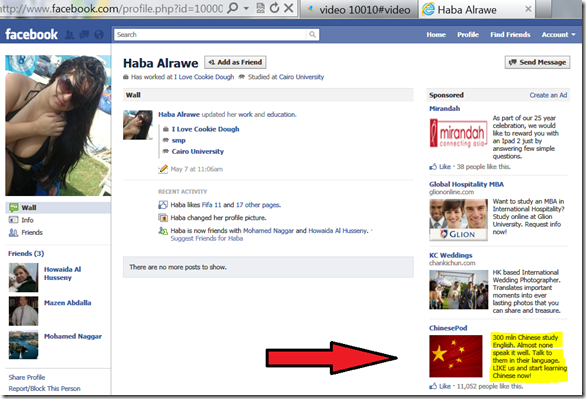 www.facebook.com/profile.php?id=10000
video 10010#video
Haba Alrawe
facebook
Search
Home Profile Find Friends Account
Haba Alrawe
Add as Friend
Send Message
Has worked at I Love Cookie Dough Studied at Cairo University
Wall
Haba Alrawe updated her work and education.
I Love Cookie Dough
smp
Cairo University
May 7 at 11:06am
RECENT ACTIVITY
Haba likes Fifa 11 and 17 other pages.
Haba changed her profile picture.
Haba is now friends with Mohamed Naggar and Howaida Al Husseny. ·
Suggest Friends for Haba
There are no more posts to show.
Wall
Info
Friends
Friends (3)
Howaida Al
Husseny
Mazen Abdalla
Mohamed Naggar
Share Profile
Report/Block This Person
Sponsored Create an Ad
Mirandah
mirandah
connecting asia
As part of our 25 year
celebration, we would
like to reward you with
an Ipad 2 just by
answering few simple
questions.
Like · 38 people like this.
Global Hospitality MBA
gliononline.com
GLION
Want to study an MBA
in International
Hospitality?
Study online at Glion
University. Request info
now!
KC Weddings
chankichun.com
HK based International
Wedding Photographer.
Translates important
moments into ever
lasting photos that you
can share and treasure.
ChinesePod
300 mln Chinese study
English. Almost none
speak it well. Talk to
them in their language.
LIKE us and start learning
Chinese now!
Like · 11,052 people like this.